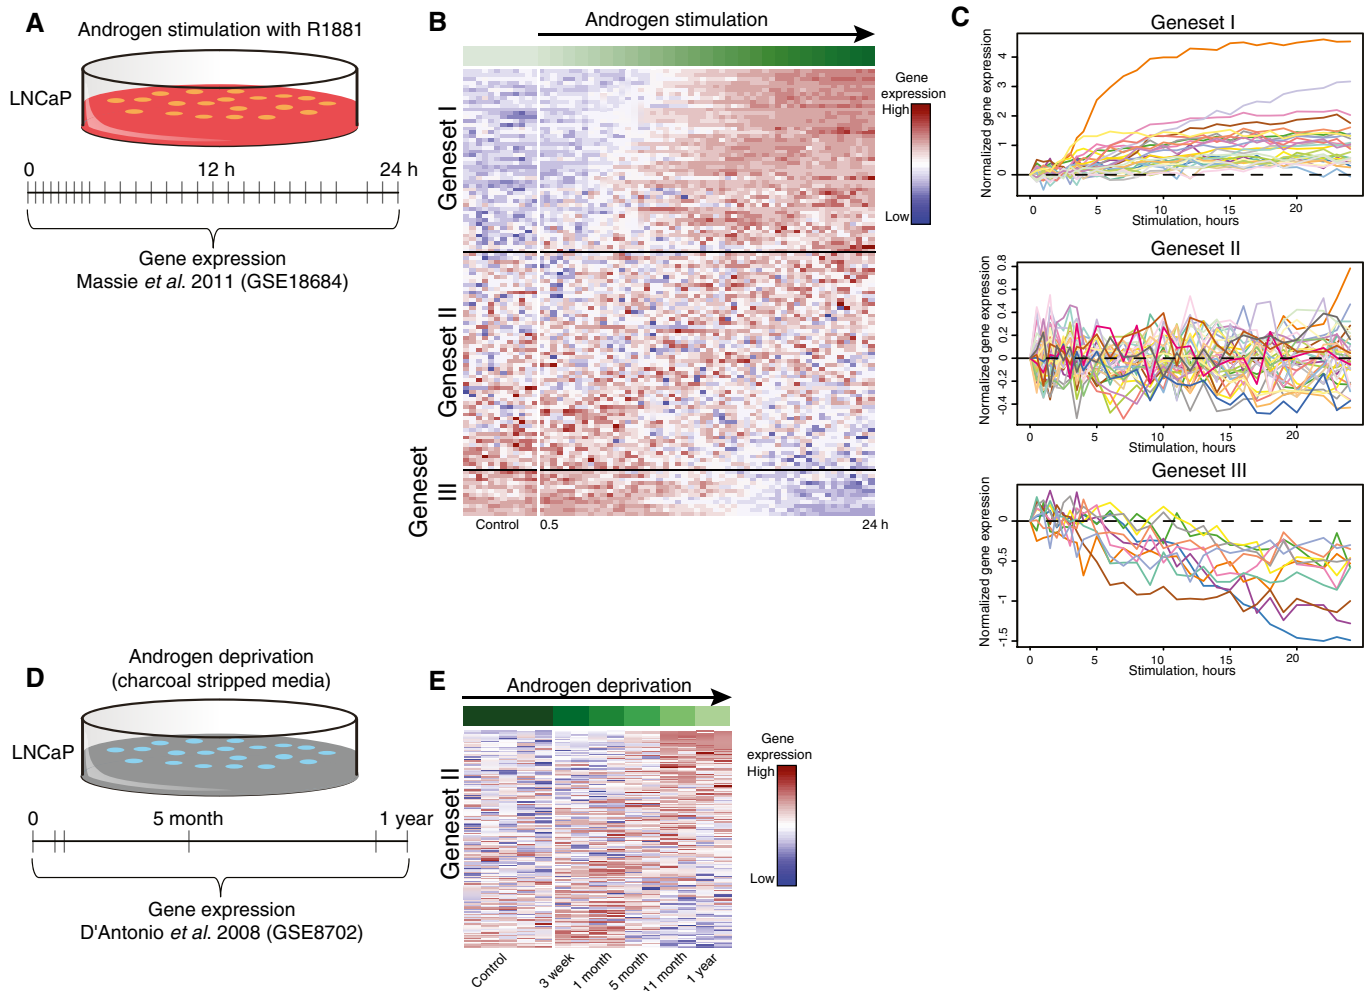 A
Androgen stimulation with R1881
LNCaP
0 12 h 24 h
Gene expression
Massie et al. 2011 (GSE18684)
B
Androgen stimulation
Geneset I
Geneset II
Geneset
III
Control 0.5 24 h
Gene
expression
High
Low
C
Geneset I
Normalized gene expression
4
3
2
1
0
0 5 10 15 20
Stimulation, hours
Geneset II
Normalized gene expression
0.8
0.6
0.4
0.2
0
-0.2
-0.4
0 5 10 15 20
Stimulation, hours
Geneset III
Normalized gene expression
0
-0.5
-1
-1.5
0 5 10 15 20
Stimulation, hours
D
Androgen deprivation
(charcoal stripped media)
LNCaP
0 5 month 1 year
Gene expression
D'Antonio et al. 2008 (GSE8702)
E
Androgen deprivation
Geneset II
Control 3 week 1 month 5 month 11 month 1 year
Gene
expression
High
Low